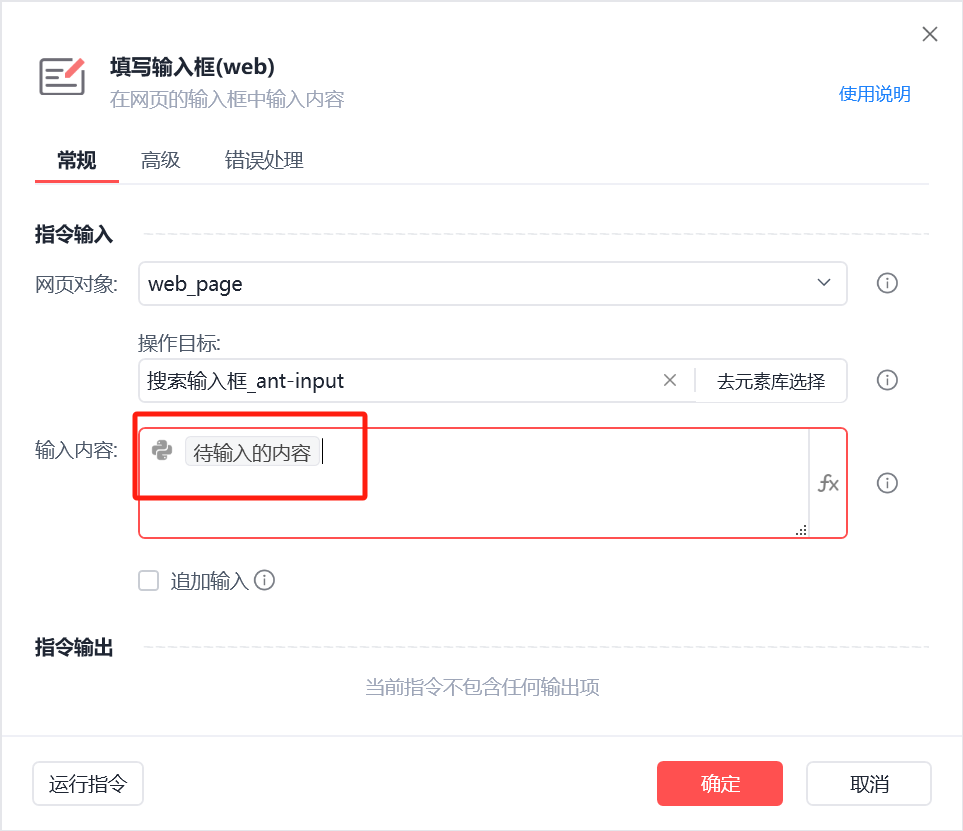 填写输入框(web)
在网页的输入框中输入内容
使用说明
常规 高级 错误处理
指令输入
网页对象: web_page
操作目标:
搜索输入框_ant-input 去元素库选择
输入内容: 待输入的内容 fx
追加输入
指令输出
当前指令不包含任何输出项
运行指令 确定 取消